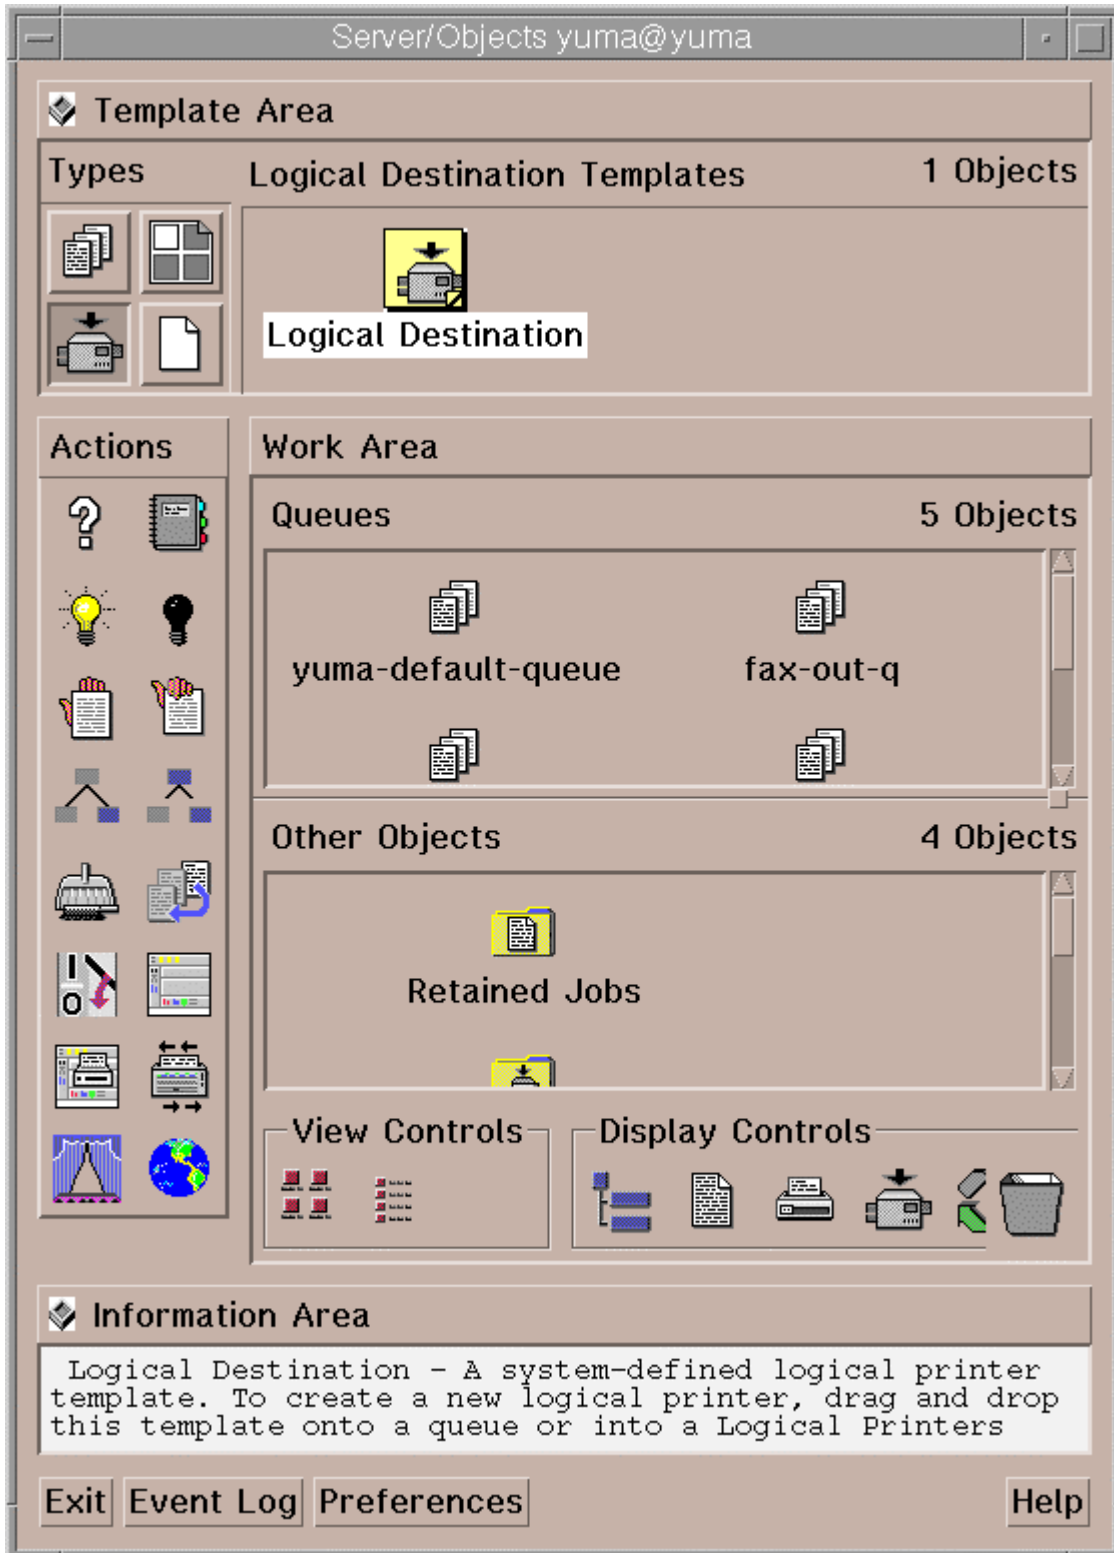 Server/Objects yuma@yuma
Template Area
Types
Logical Destination Templates 1 Objects
Logical Destination
Actions
Work Area
Queues 5 Objects
yuma-default-queue fax-out-q
Other Objects 4 Objects
Retained Jobs
View Controls Display Controls
Information Area
Logical Destination - A system-defined logical printer
template. To create a new logical printer, drag and drop
this template onto a queue or into a Logical Printers
Exit Event Log Preferences Help